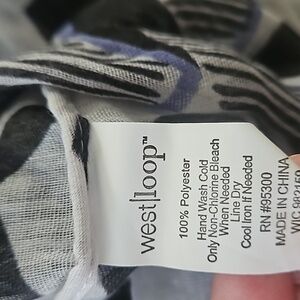 west|loop™
100% Polyester
Hand Wash Cold
Only Non-Chlorine Bleach
When Needed
Line Dry
Cool Iron If Needed
RN #95300
MADE IN CHINA